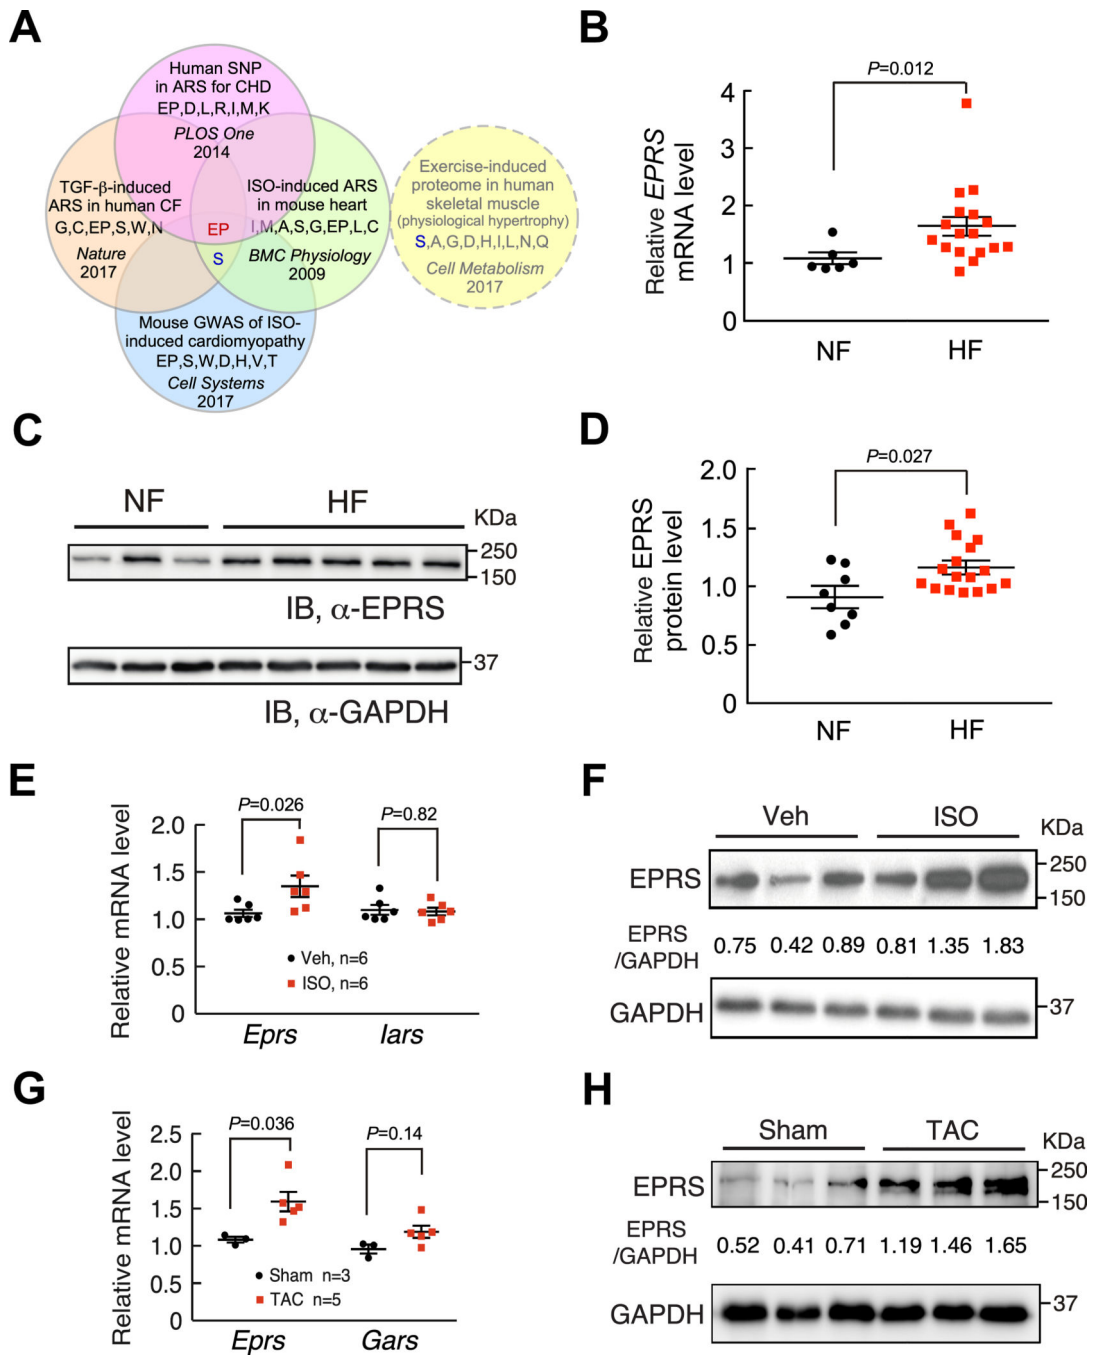 A
Human SNP
in ARS for CHD
EP,D,L,R,I,M,K
PLOS One
2014
TGF-β-induced
ARS in human CF
G,C,EP,S,W,N
Nature
2017
ISO-induced ARS
in mouse heart
I,M,A,S,G,EP,L,C
BMC Physiology
2009
EP
S
Mouse GWAS of ISO-
induced cardiomyopathy
EP,S,W,D,H,V,T
Cell Systems
2017
Exercise-induced
proteome in human
skeletal muscle
(physiological hypertrophy)
S,A,G,D,H,I,L,N,Q
Cell Metabolism
2017
B
P=0.012
Relative EPRS
mRNA level
4
3
2
1
0
NF
HF
C
NF
HF
KDa
250
150
IB, α-EPRS
37
IB, α-GAPDH
D
P=0.027
Relative EPRS
protein level
2.0
1.5
1.0
0.5
0
NF
HF
E
Relative mRNA level
P=0.026
P=0.82
2.0
1.5
1.0
0.5
0
Veh, n=6
ISO, n=6
Eprs
Iars
F
Veh
ISO
KDa
EPRS
250
150
EPRS
/GAPDH
0.75 0.42 0.89 0.81 1.35 1.83
GAPDH
37
G
Relative mRNA level
P=0.036
P=0.14
2.5
2.0
1.5
1.0
0.5
0
Sham n=3
TAC n=5
Eprs
Gars
H
Sham
TAC
KDa
EPRS
250
150
EPRS
/GAPDH
0.52 0.41 0.71 1.19 1.46 1.65
GAPDH
37